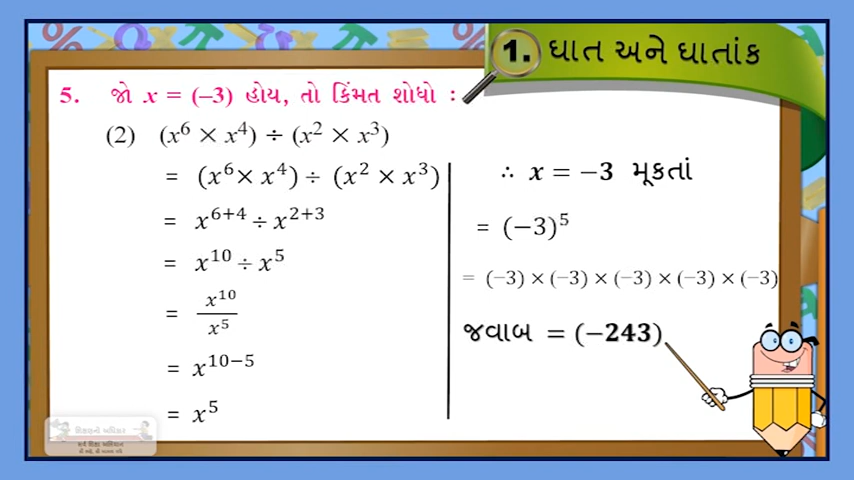 1. ઘાત અને ઘાતાંક
5. જો x = (–3) હોય, તો કિંમત શોધો :
(2) (x⁶ × x⁴) ÷ (x² × x³)
= (x⁶ × x⁴) ÷ (x² × x³)
= x⁶⁺⁴ ÷ x²⁺³
= x¹⁰ ÷ x⁵
= x¹⁰/x⁵
= x¹⁰⁻⁵
= x⁵
∴ x = −3 મૂકતાં
= (−3)⁵
= (−3) × (−3) × (−3) × (−3) × (−3)
જવાબ = (−243)